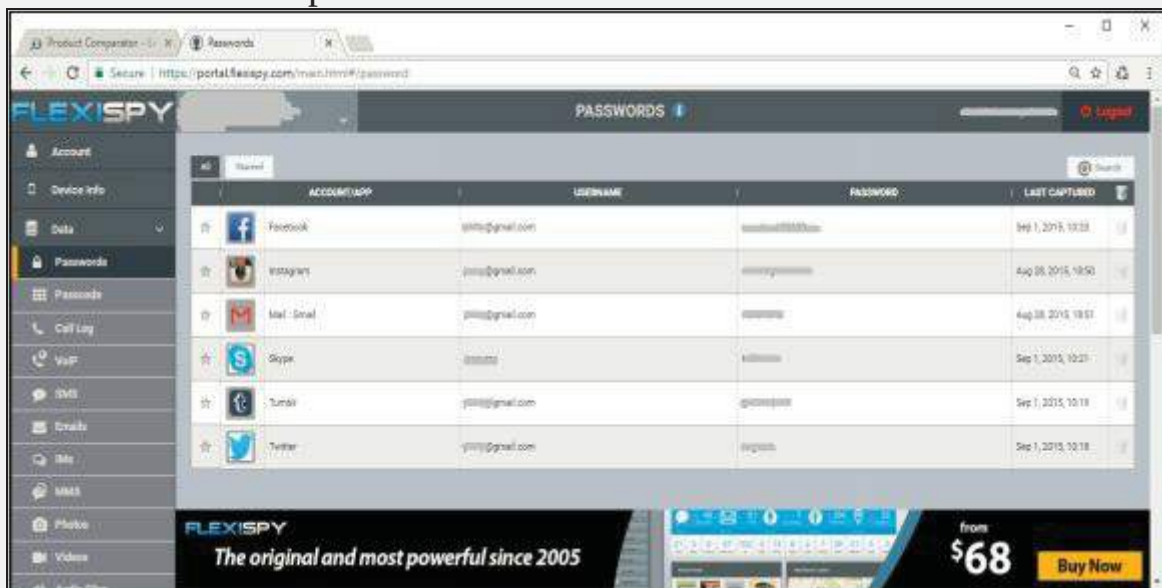 Product Comparator
Passwords
Secure | https://portal.flexispy.com/main.html#/password
FLEXISPY
PASSWORDS
Logout
Account
Device Info
Data
Passwords
Passcode
Call Log
VoIP
SMS
Emails
IMs
MMS
Photos
Videos
All Starred Search
ACCOUNT/APP USERNAME PASSWORD LAST CAPTURED
Facebook @gmail.com Sep 1, 2015,
Instagram @gmail.com Aug 28, 2015, 18:50
Mail : Gmail @gmail.com Aug 28, 2015, 18:51
Skype Sep 1, 2015, 10:21
Tumblr @gmail.com Sep 1, 2015, 10:19
Twitter @gmail.com Sep 1, 2015, 10:18
FLEXISPY
The original and most powerful since 2005
from
$68
Buy Now